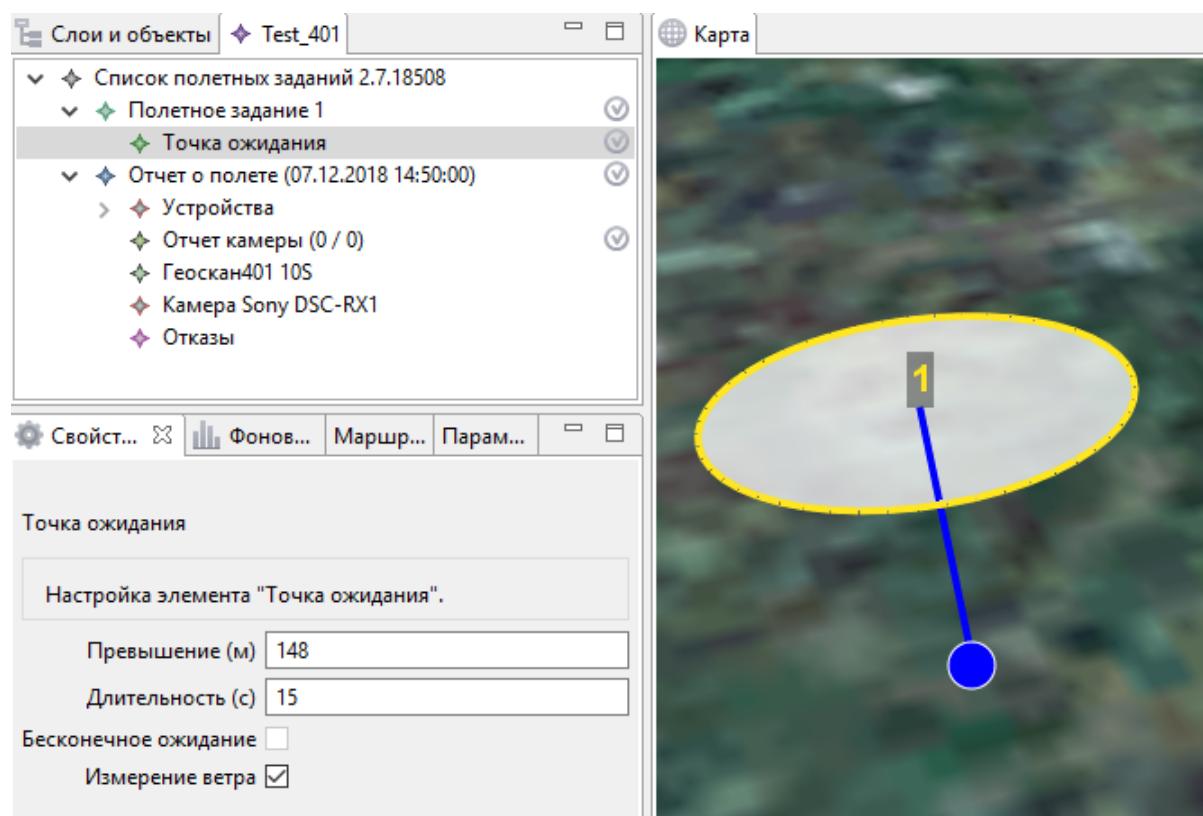 Слои и объекты
Test_401
Список полетных заданий 2.7.18508
Полетное задание 1
Точка ожидания
Отчет о полете (07.12.2018 14:50:00)
Устройства
Отчет камеры (0 / 0)
Геоскан401 10S
Камера Sony DSC-RX1
Отказы
Свойст...
Фонов...
Маршр...
Парам...
Точка ожидания
Настройка элемента "Точка ожидания".
Превышение (м) 148
Длительность (с) 15
Бесконечное ожидание
Измерение ветра
Карта
1